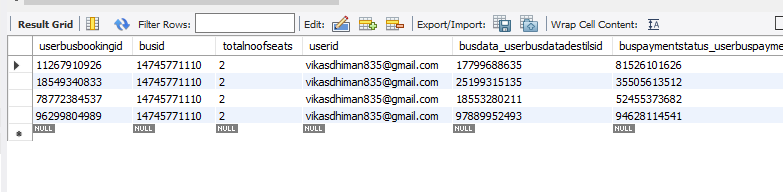 Result Grid Filter Rows: Edit: Export/Import: Wrap Cell Content:
userbusbookingid busid totalnoofseats userid busdata_userbusdatadestilsid buspaymentstatus_userbuspayme
11267910926 14745771110 2 vikasdhiman835@gmail.com 17799688635 81526101626
18549340833 14745771110 2 vikasdhiman835@gmail.com 25199315135 35505613512
78772384537 14745771110 2 vikasdhiman835@gmail.com 18553280211 52455373682
96299804989 14745771110 2 vikasdhiman835@gmail.com 97889952493 94628114541
NULL NULL NULL NULL NULL NULL